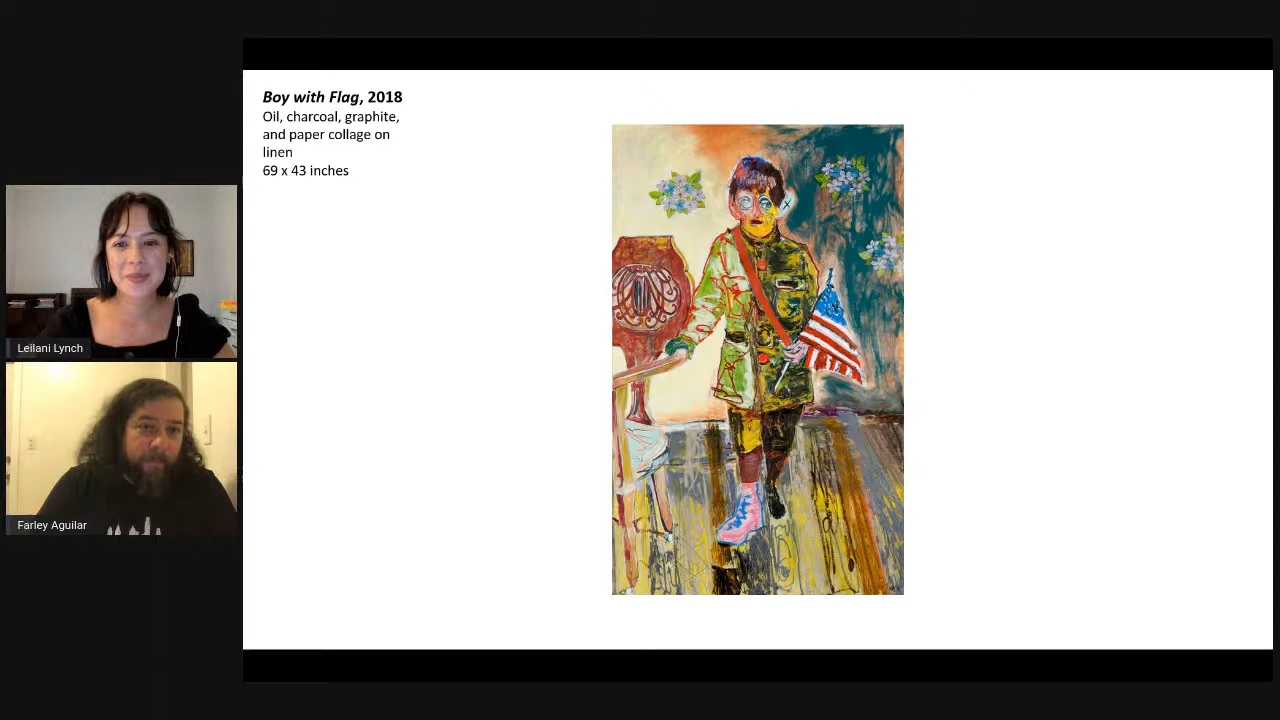 Boy with Flag, 2018
Oil, charcoal, graphite,
and paper collage on
linen
69 x 43 inches
Leilani Lynch
Farley Aguilar